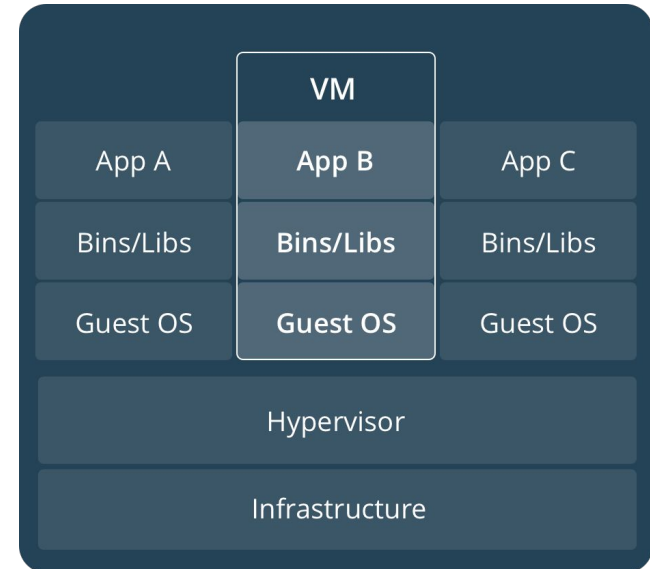 VM
App A
App B
App C
Bins/Libs
Bins/Libs
Bins/Libs
Guest OS
Guest OS
Guest OS
Hypervisor
Infrastructure